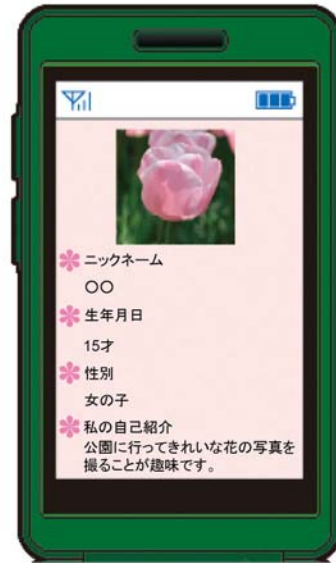 ニックネーム
○○
生年月日
15才
性別
女の子
私の自己紹介
公園に行ってきれいな花の写真を
撮ることが趣味です。